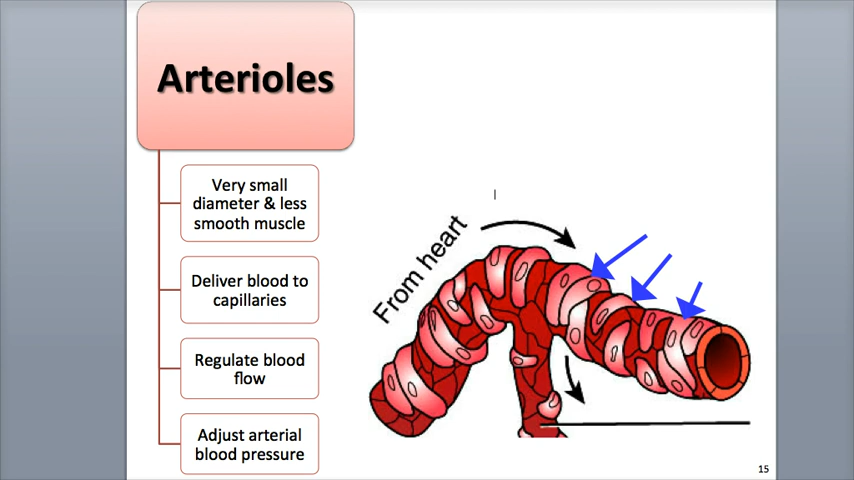 Arterioles
Very small
diameter & less
smooth muscle
Deliver blood to
capillaries
Regulate blood
flow
Adjust arterial
blood pressure
From heart
15